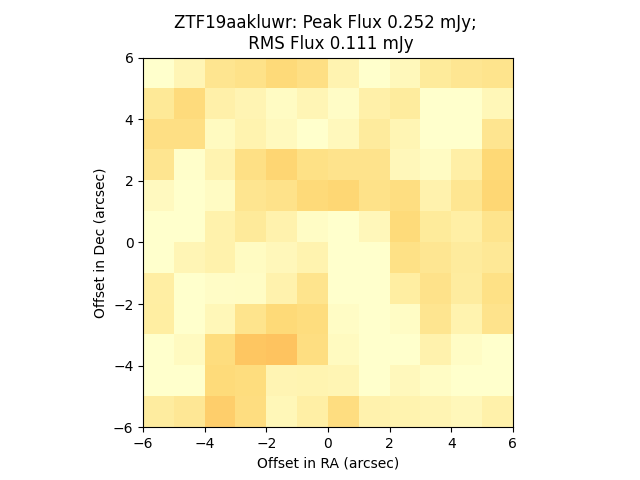 ZTF19aakluwr: Peak Flux 0.252 mJy;
RMS Flux 0.111 mJy
6
4
2
0
−2
−4
−6
Offset in Dec (arcsec)
−6 −4 −2 0 2 4 6
Offset in RA (arcsec)